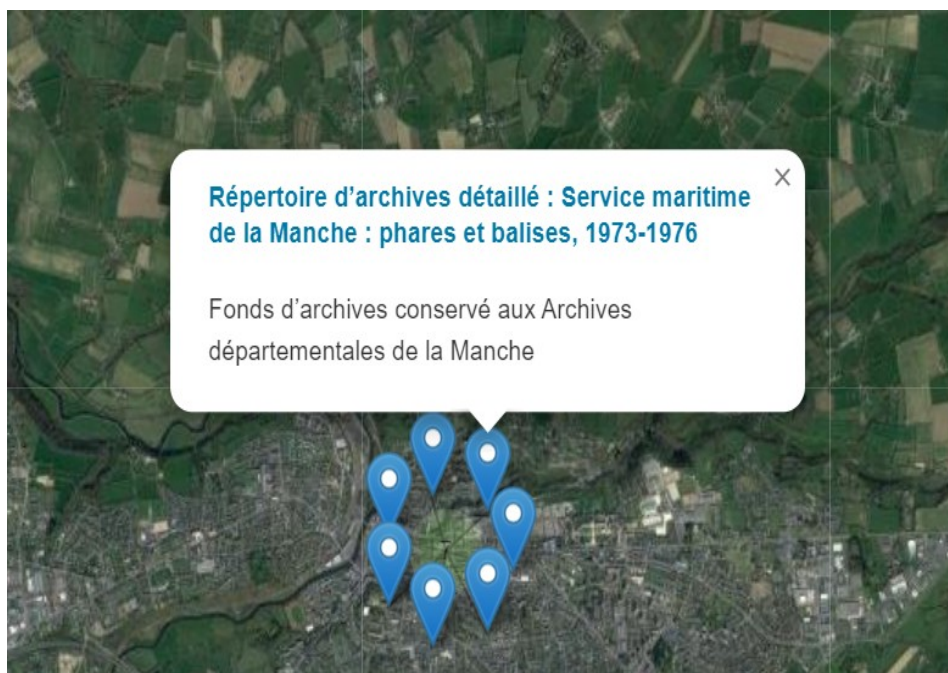 Répertoire d’archives détaillé : Service maritime
de la Manche : phares et balises, 1973-1976
Fonds d’archives conservé aux Archives
départementales de la Manche